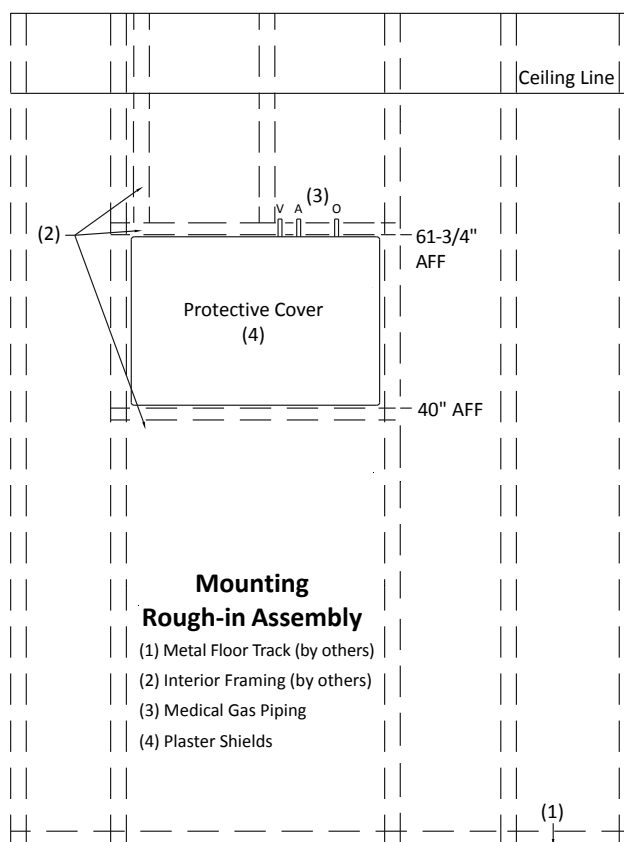 Ceiling Line
(3)
V A O
(2)
61-3/4"
AFF
Protective Cover
(4)
40" AFF
Mounting
Rough-in Assembly
(1) Metal Floor Track (by others)
(2) Interior Framing (by others)
(3) Medical Gas Piping
(4) Plaster Shields
(1)